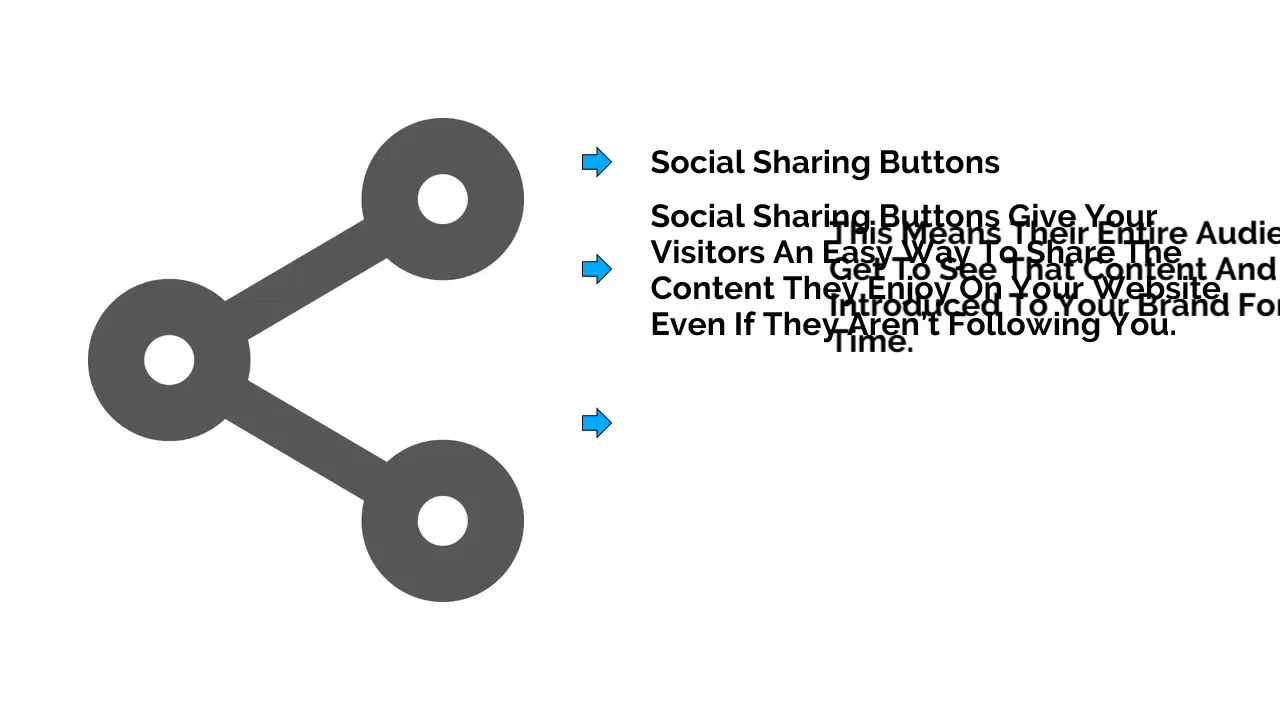 Social Sharing Buttons
Social Sharing Buttons Give Your
Visitors An Easy Way To Share The
Content They Enjoy On Your Website,
Even If They Aren't Following You.
This Means Their Entire
Get To See That Content And
Introduced To Your Brand
Time.